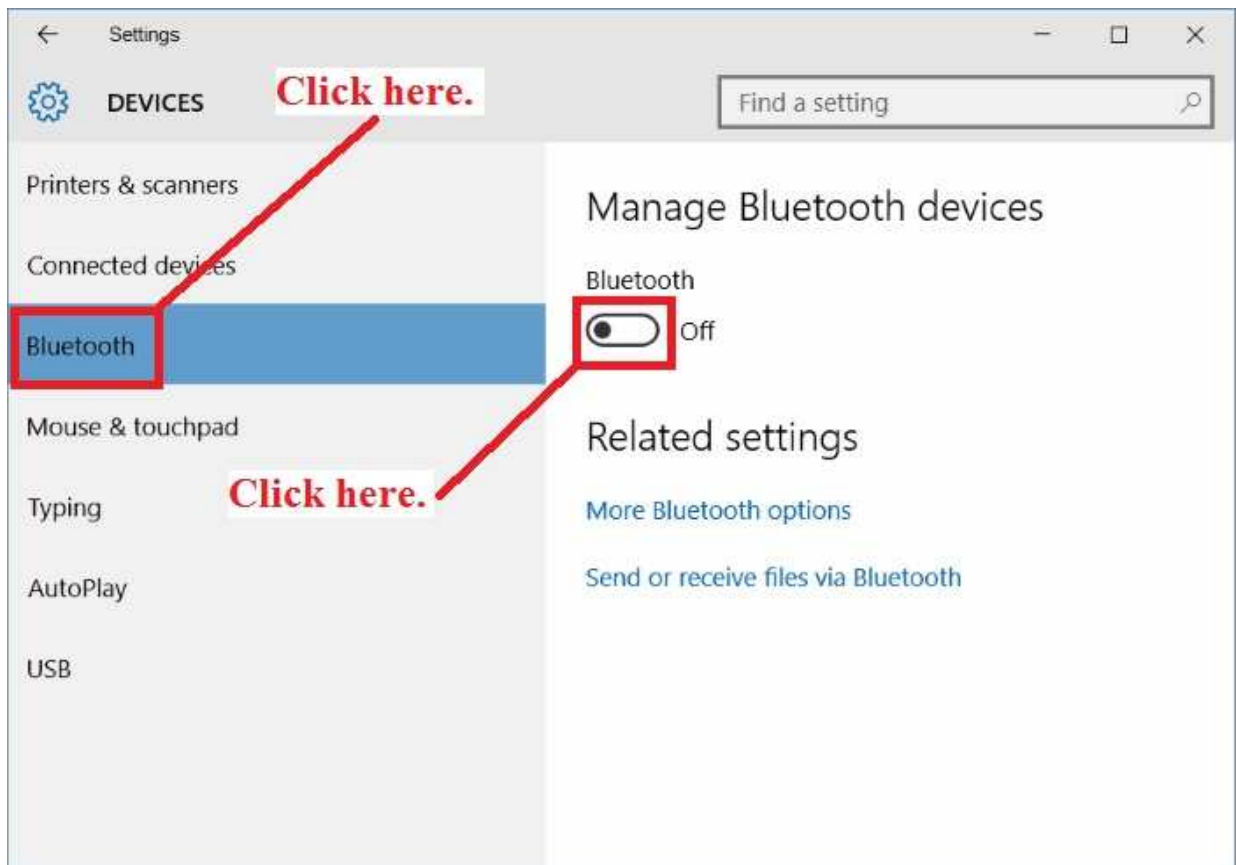 Settings
DEVICES
Click here.
Find a setting
Printers & scanners
Connected devices
Bluetooth
Mouse & touchpad
Typing
Click here.
AutoPlay
USB
Manage Bluetooth devices
Bluetooth
Off
Related settings
More Bluetooth options
Send or receive files via Bluetooth